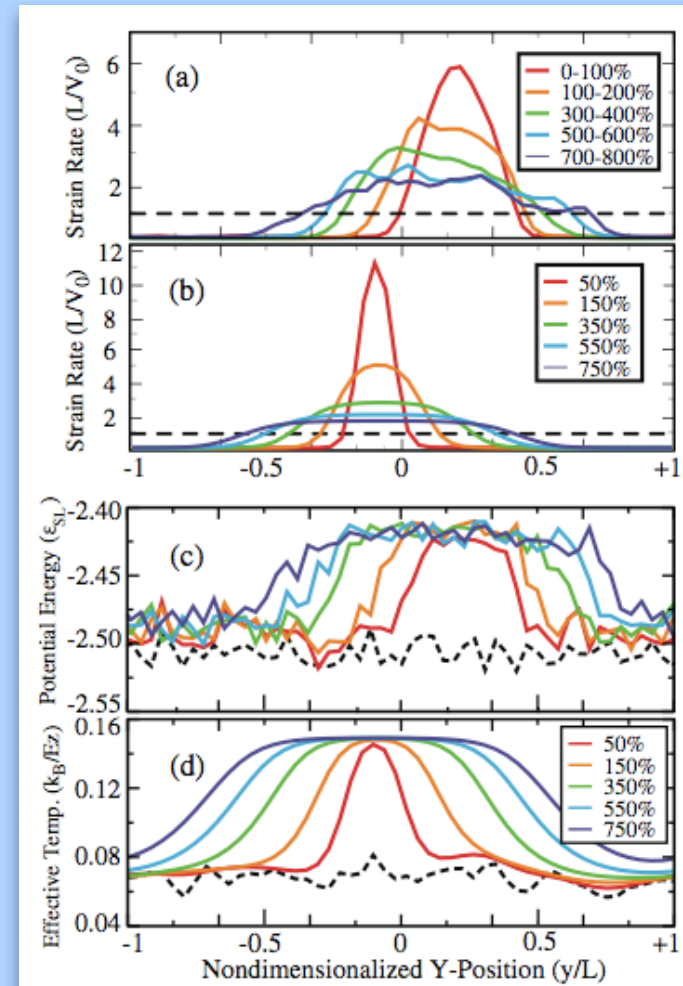 (a)
Strain Rate (L/V0)
6
4
2
0-100%
100-200%
300-400%
500-600%
700-800%
(b)
Strain Rate (L/V0)
12
10
8
6
4
2
50%
150%
350%
550%
750%
-1 -0.5 0 0.5 +1
(c)
Potential Energy (εSL)
-2.40
-2.45
-2.50
-2.55
(d)
Effective Temp. (kB/Ez)
0.16
0.12
0.08
0.04
50%
150%
350%
550%
750%
-1 -0.5 0 0.5 +1
Nondimensionalized Y-Position (y/L)